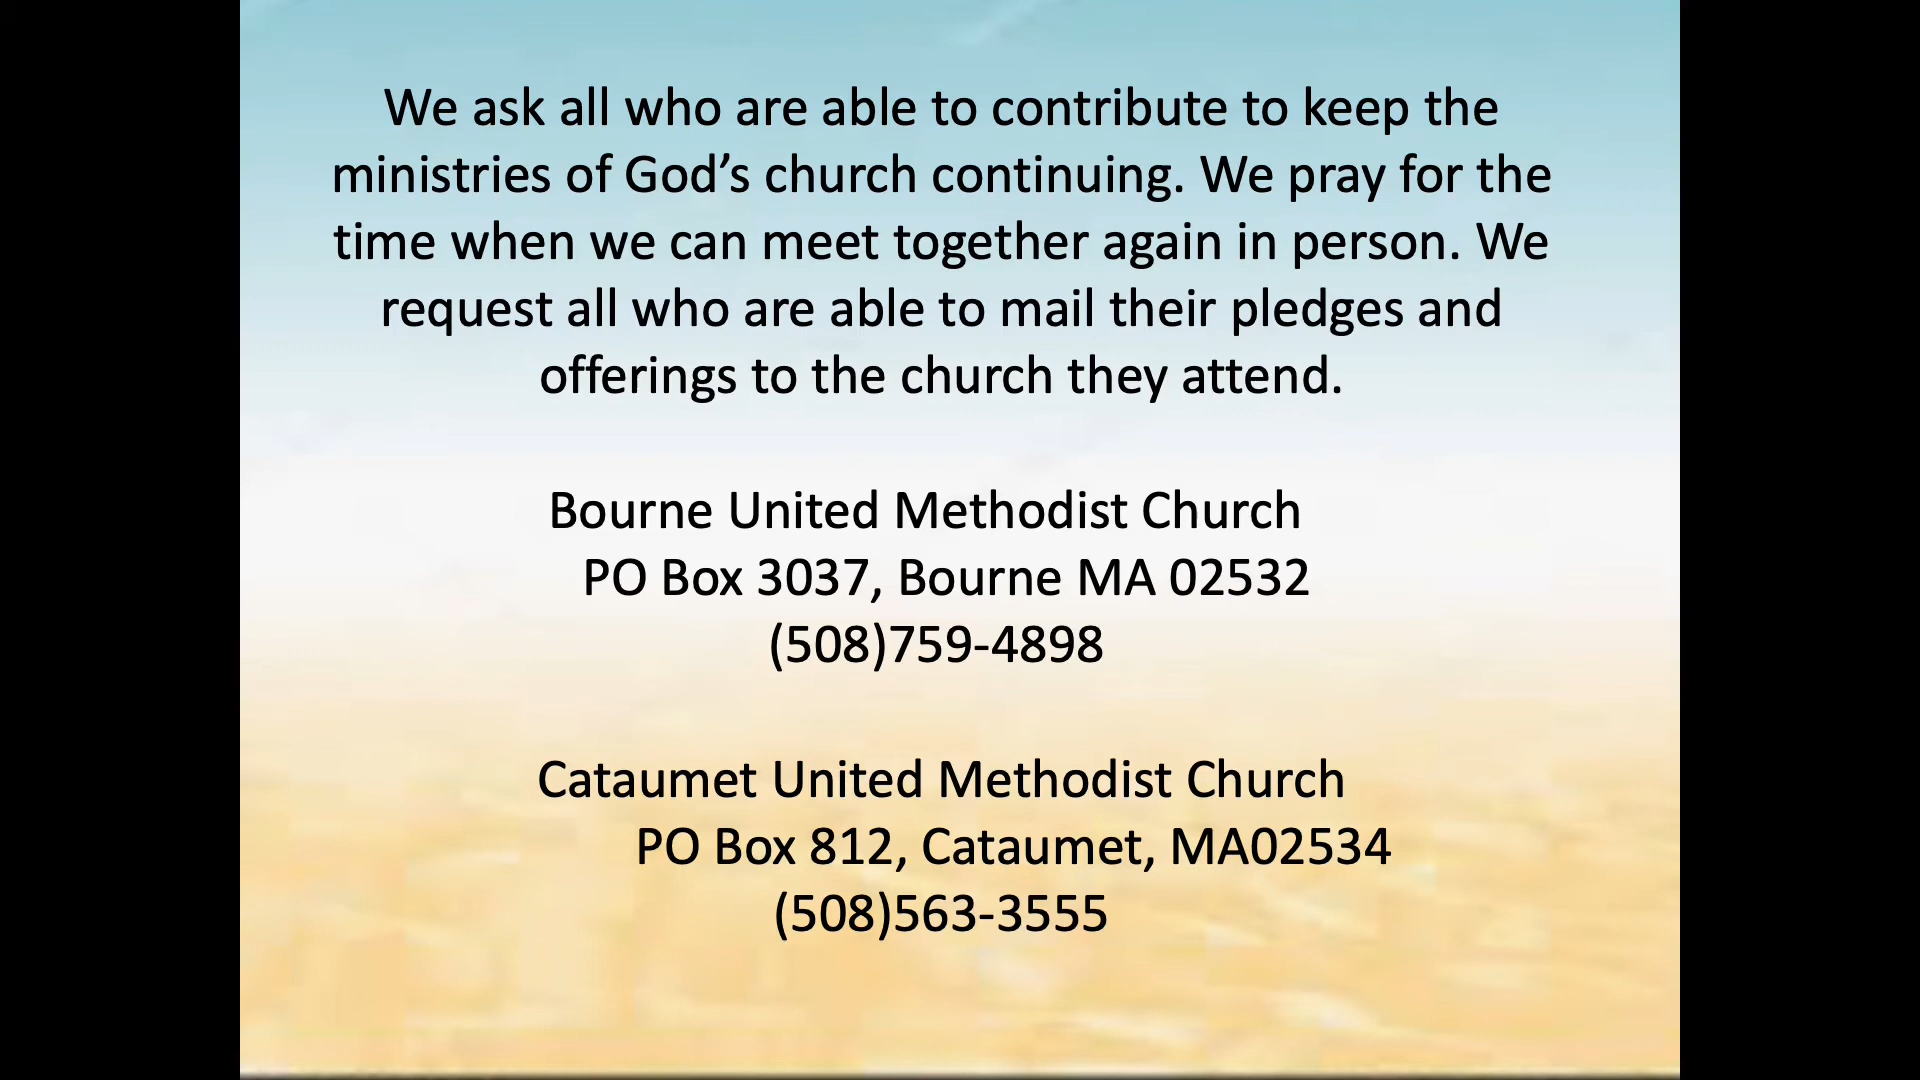 We ask all who are able to contribute to keep the
ministries of God’s church continuing. We pray for the
time when we can meet together again in person. We
request all who are able to mail their pledges and
offerings to the church they attend.
Bourne United Methodist Church
PO Box 3037, Bourne MA 02532
(508)759-4898
Cataumet United Methodist Church
PO Box 812, Cataumet, MA02534
(508)563-3555